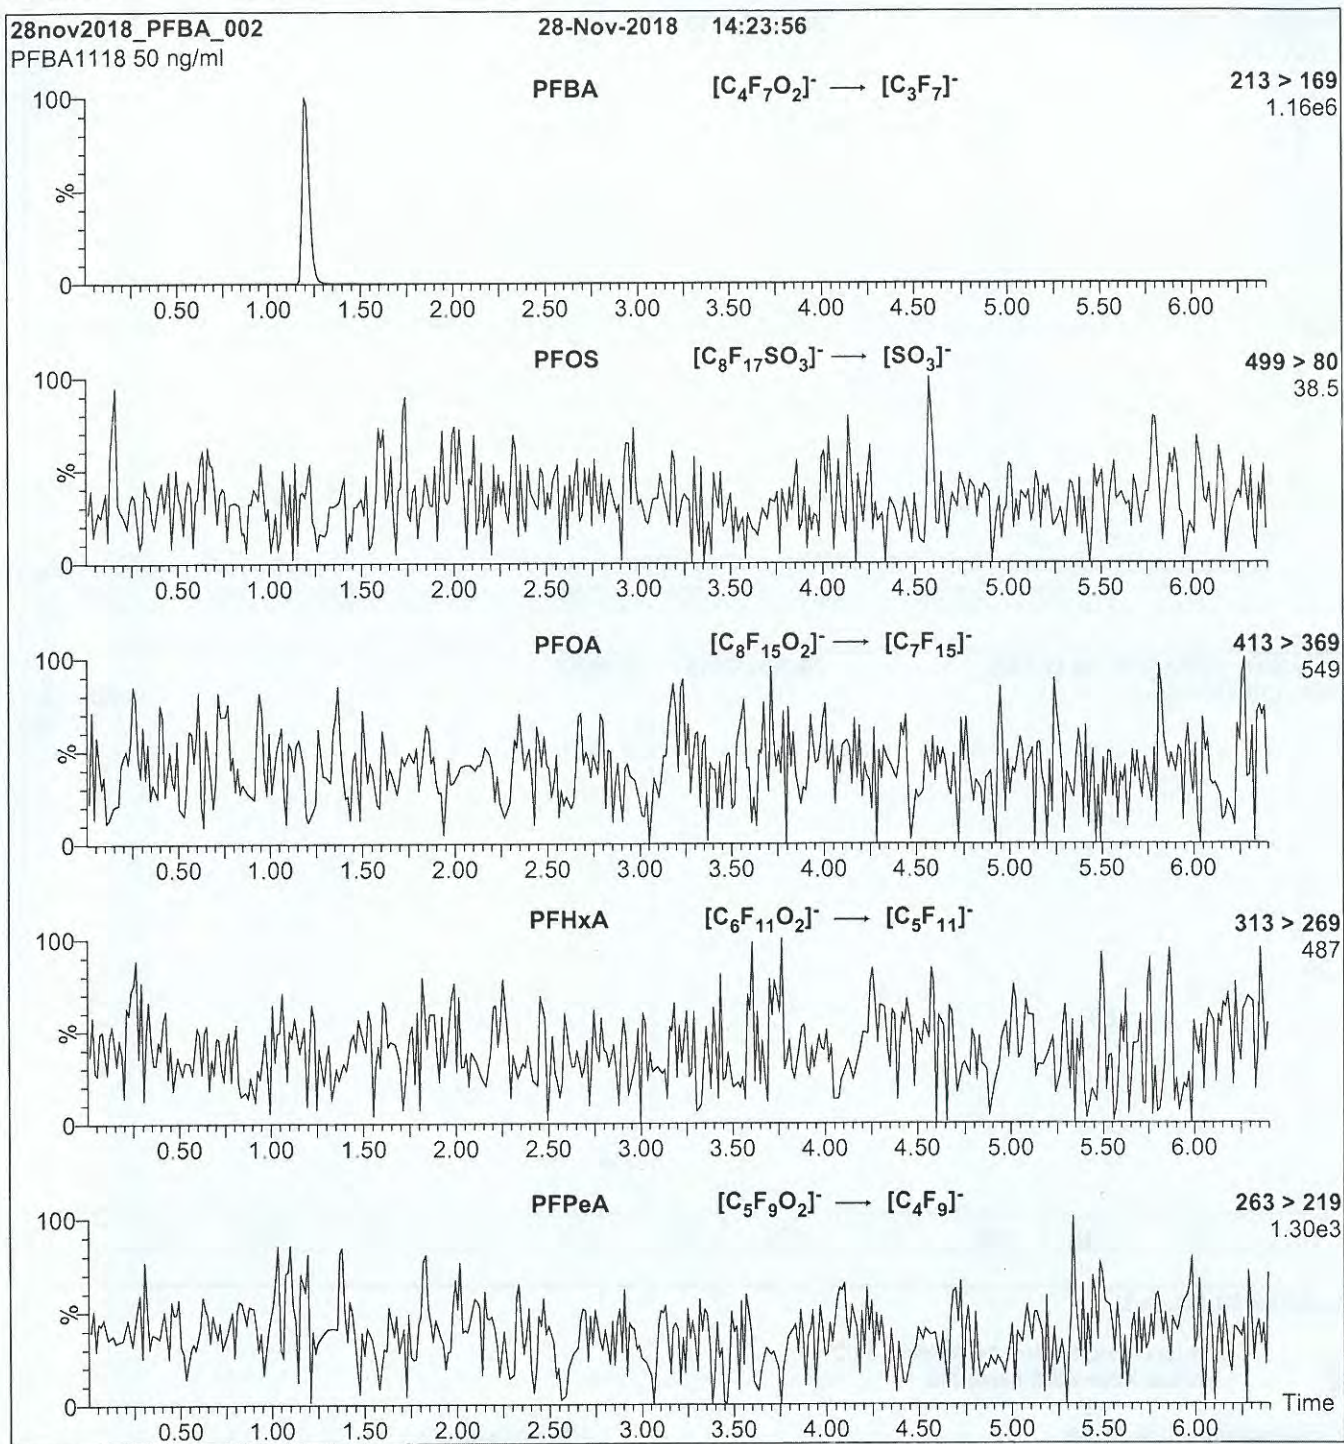 28nov2018_PFBA_002 28-Nov-2018 14:23:56
PFBA1118 50 ng/ml
PFBA [C₄F₇O₂]⁻ → [C₃F₇]⁻ 213 > 169
1.16e6
100
%
0
0.50 1.00 1.50 2.00 2.50 3.00 3.50 4.00 4.50 5.00 5.50 6.00
PFOS [C₈F₁₇SO₃]⁻ → [SO₃]⁻ 499 > 80
38.5
100
%
0
0.50 1.00 1.50 2.00 2.50 3.00 3.50 4.00 4.50 5.00 5.50 6.00
PFOA [C₈F₁₅O₂]⁻ → [C₇F₁₅]⁻ 413 > 369
549
100
%
0
0.50 1.00 1.50 2.00 2.50 3.00 3.50 4.00 4.50 5.00 5.50 6.00
PFHxA [C₆F₁₁O₂]⁻ → [C₅F₁₁]⁻ 313 > 269
487
100
%
0
0.50 1.00 1.50 2.00 2.50 3.00 3.50 4.00 4.50 5.00 5.50 6.00
PFPeA [C₅F₉O₂]⁻ → [C₄F₉]⁻ 263 > 219
1.30e3
100
%
0
Time
0.50 1.00 1.50 2.00 2.50 3.00 3.50 4.00 4.50 5.00 5.50 6.00